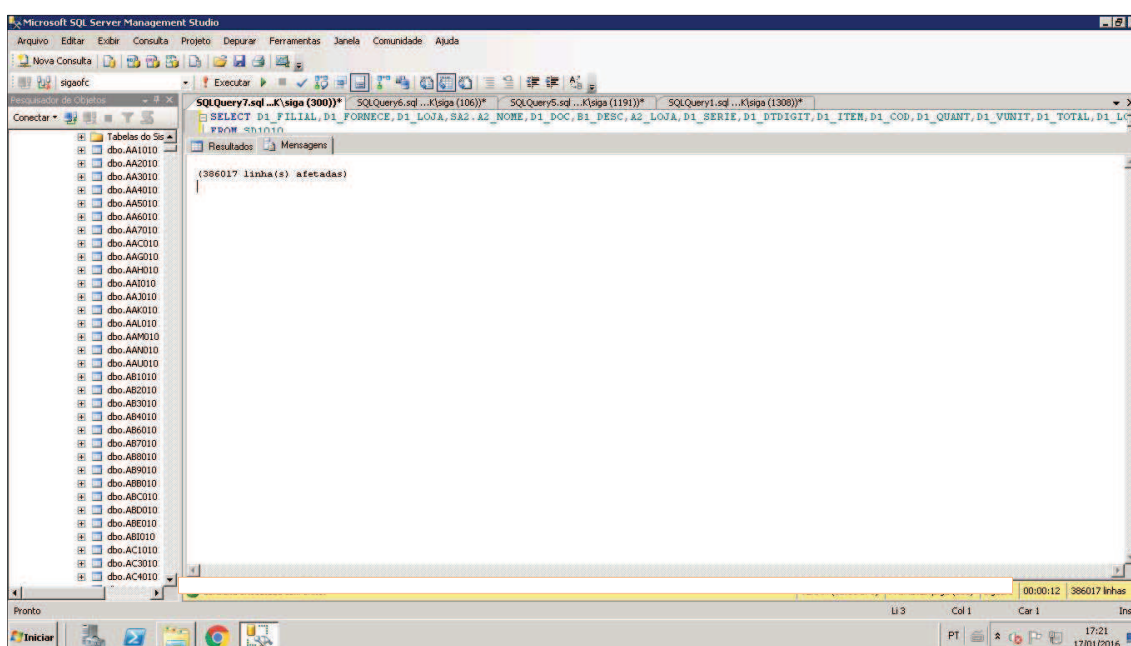 Microsoft SQL Server Management Studio
Arquivo Editar Exibir Consulta Projeto Depurar Ferramentas Janela Comunidade Ajuda
Nova Consulta
sigaofc Executar
Pesquisador de Objetos
SQLQuery7.sql ...K\siga (300))* SQLQuery6.sql ...K\siga (106))* SQLQuery5.sql ...K\siga (1191))* SQLQuery1.sql ...K\siga (1308))*
Conectar
SELECT D1_FILIAL,D1_FORNECE,D1_LOJA,SA2.A2_NOME,D1_DOC,B1_DESC,A2_LOJA,D1_SERIE,D1_DTDIGIT,D1_ITEM,D1_COD,D1_QUANT,D1_VUNIT,D1_TOTAL,D1_LO
FROM SD1010
Resultados Mensagens
(386017 linha(s) afetadas)
Tabelas do Sis
dbo.AA1010
dbo.AA2010
dbo.AA3010
dbo.AA4010
dbo.AA5010
dbo.AA6010
dbo.AA7010
dbo.AAC010
dbo.AAG010
dbo.AAH010
dbo.AAI010
dbo.AAJ010
dbo.AAK010
dbo.AAL010
dbo.AAM010
dbo.AAN010
dbo.AAU010
dbo.AB1010
dbo.AB2010
dbo.AB3010
dbo.AB4010
dbo.AB6010
dbo.AB7010
dbo.AB8010
dbo.AB9010
dbo.ABB010
dbo.ABC010
dbo.ABD010
dbo.ABE010
dbo.ABI010
dbo.AC1010
dbo.AC3010
dbo.AC4010
00:00:12 386017 linhas
Pronto Li 3 Col 1 Car 1 Ins
Iniciar PT 17:21
17/01/2016